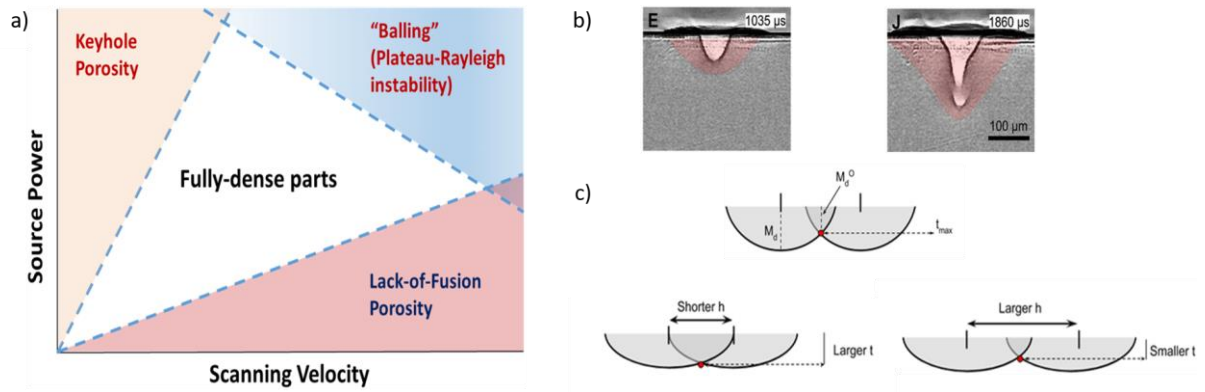 a)
Keyhole
Porosity
“Balling”
(Plateau-Rayleigh
instability)
Fully-dense parts
Lack-of-Fusion
Porosity
Source Power
Scanning Velocity
b)
E
1035 µs
J
1860 µs
100 µm
c)
M_d^O
M_d
t_max
Shorter h
Larger t
Larger h
Smaller t